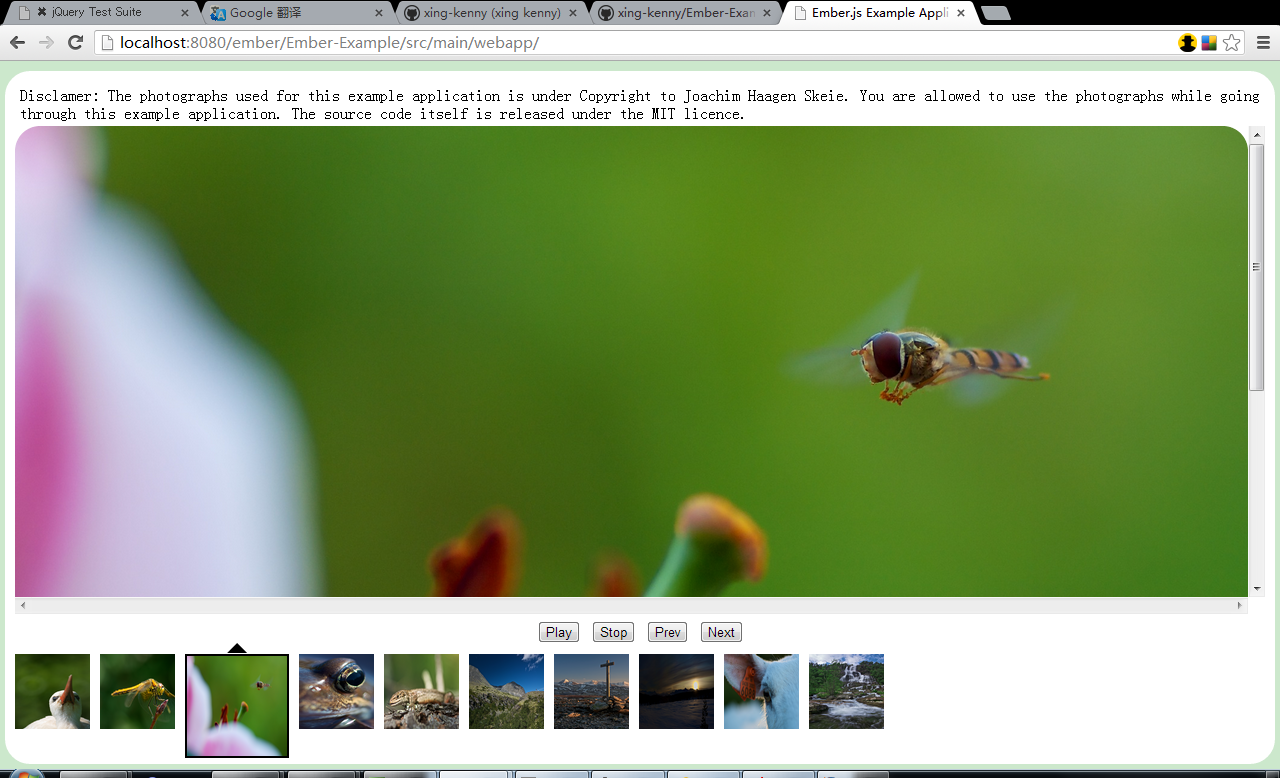 ✖ jQuery Test Suite
Google 翻译
xing-kenny (xing kenny)
xing-kenny/Ember-Exan
Ember.js Example Appli
localhost:8080/ember/Ember-Example/src/main/webapp/
Disclamer: The photographs used for this example application is under Copyright to Joachim Haagen Skeie. You are allowed to use the photographs while going
through this example application. The source code itself is released under the MIT licence.
Play
Stop
Prev
Next